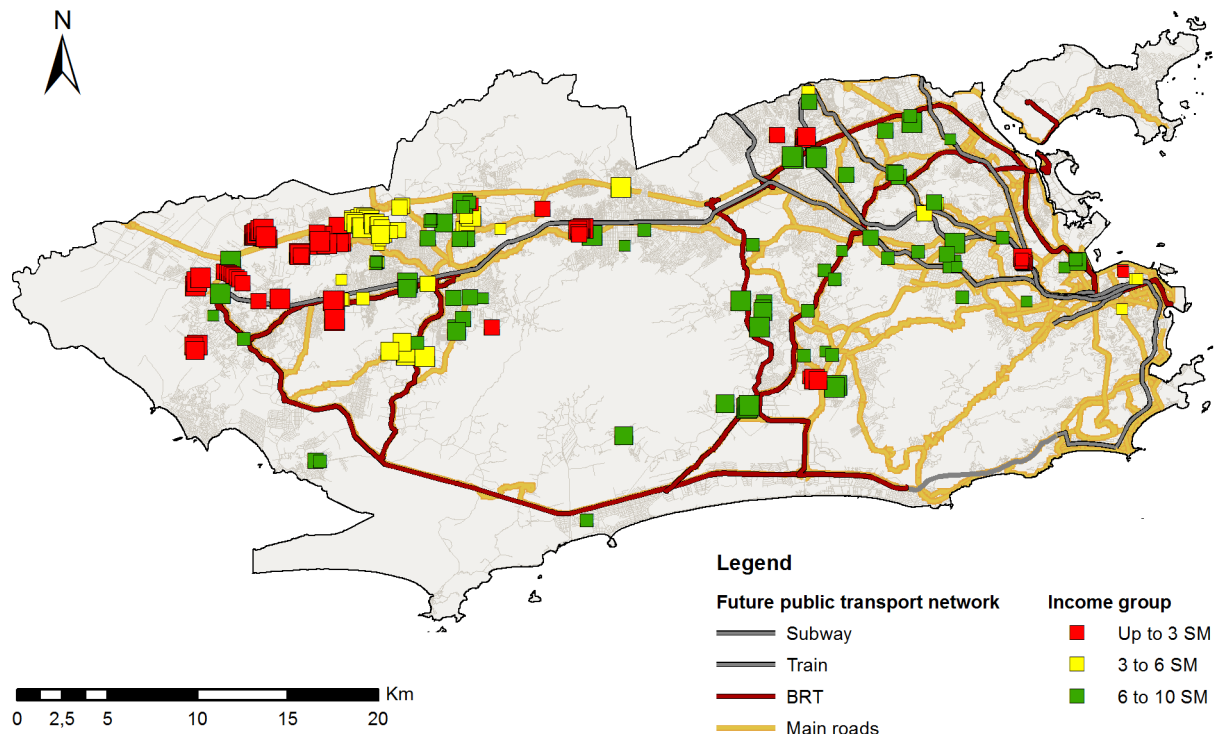 N
Legend
Future public transport network
Income group
Subway
Up to 3 SM
Train
3 to 6 SM
BRT
6 to 10 SM
Main roads
Km
0 2,5 5 10 15 20